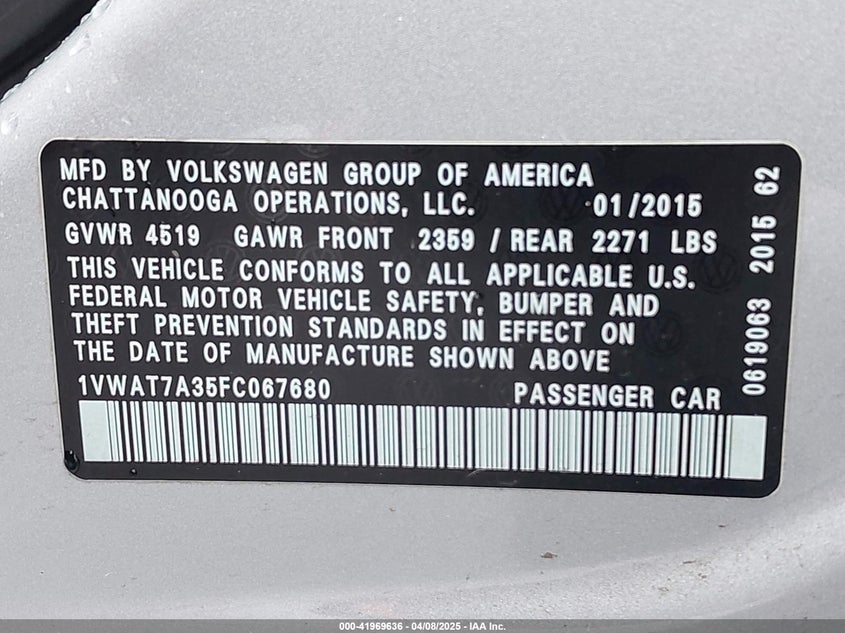 MFD BY VOLKSWAGEN GROUP OF AMERICA
CHATTANOOGA OPERATIONS, LLC. 01/2015
GVWR 4519 GAWR FRONT 2359 / REAR 2271 LBS
THIS VEHICLE CONFORMS TO ALL APPLICABLE U.S.
FEDERAL MOTOR VEHICLE SAFETY, BUMPER AND
THEFT PREVENTION STANDARDS IN EFFECT ON
THE DATE OF MANUFACTURE SHOWN ABOVE
1VWAT7A35FC067680 PASSENGER CAR
0619063 2015 62
000-41969636 - 04/08/2025 - IAA Inc.